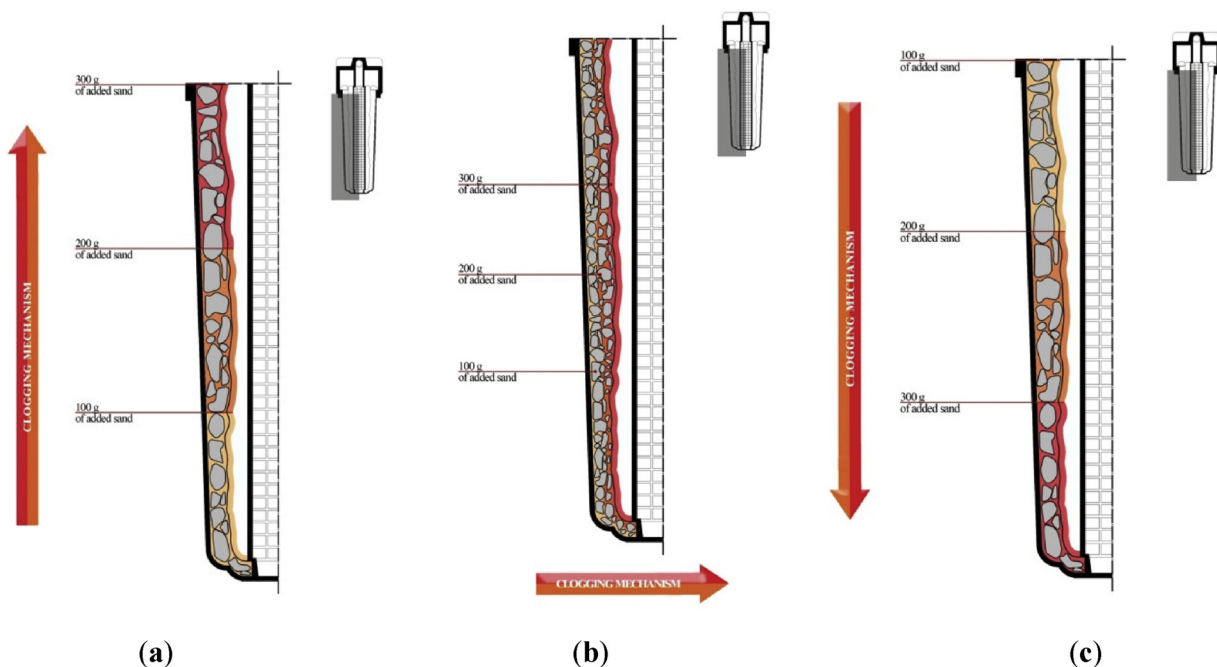 300 g
of added sand
200 g
of added sand
100 g
of added sand
CLOGGING MECHANISM
300 g
of added sand
200 g
of added sand
100 g
of added sand
CLOGGING MECHANISM
100 g
of added sand
200 g
of added sand
300 g
of added sand
CLOGGING MECHANISM
(a)
(b)
(c)